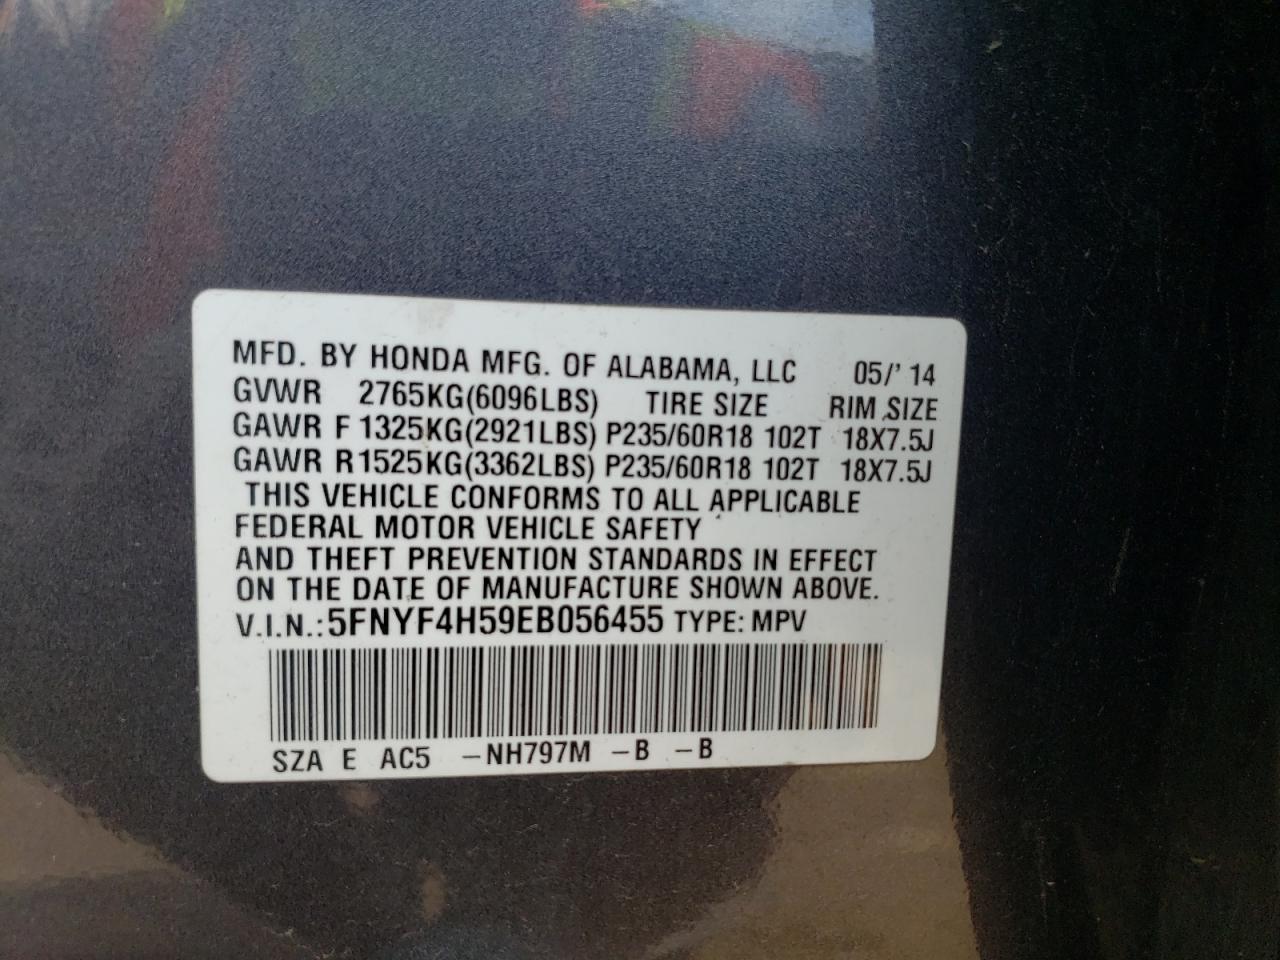 MFD. BY HONDA MFG. OF ALABAMA, LLC 05/' 14
GVWR 2765KG(6096LBS) TIRE SIZE RIM SIZE
GAWR F 1325KG(2921LBS) P235/60R18 102T 18X7.5J
GAWR R1525KG(3362LBS) P235/60R18 102T 18X7.5J
THIS VEHICLE CONFORMS TO ALL APPLICABLE
FEDERAL MOTOR VEHICLE SAFETY
AND THEFT PREVENTION STANDARDS IN EFFECT
ON THE DATE OF MANUFACTURE SHOWN ABOVE.
V.I.N.:5FNYF4H59EB056455 TYPE: MPV
SZA E AC5 -NH797M -B -B